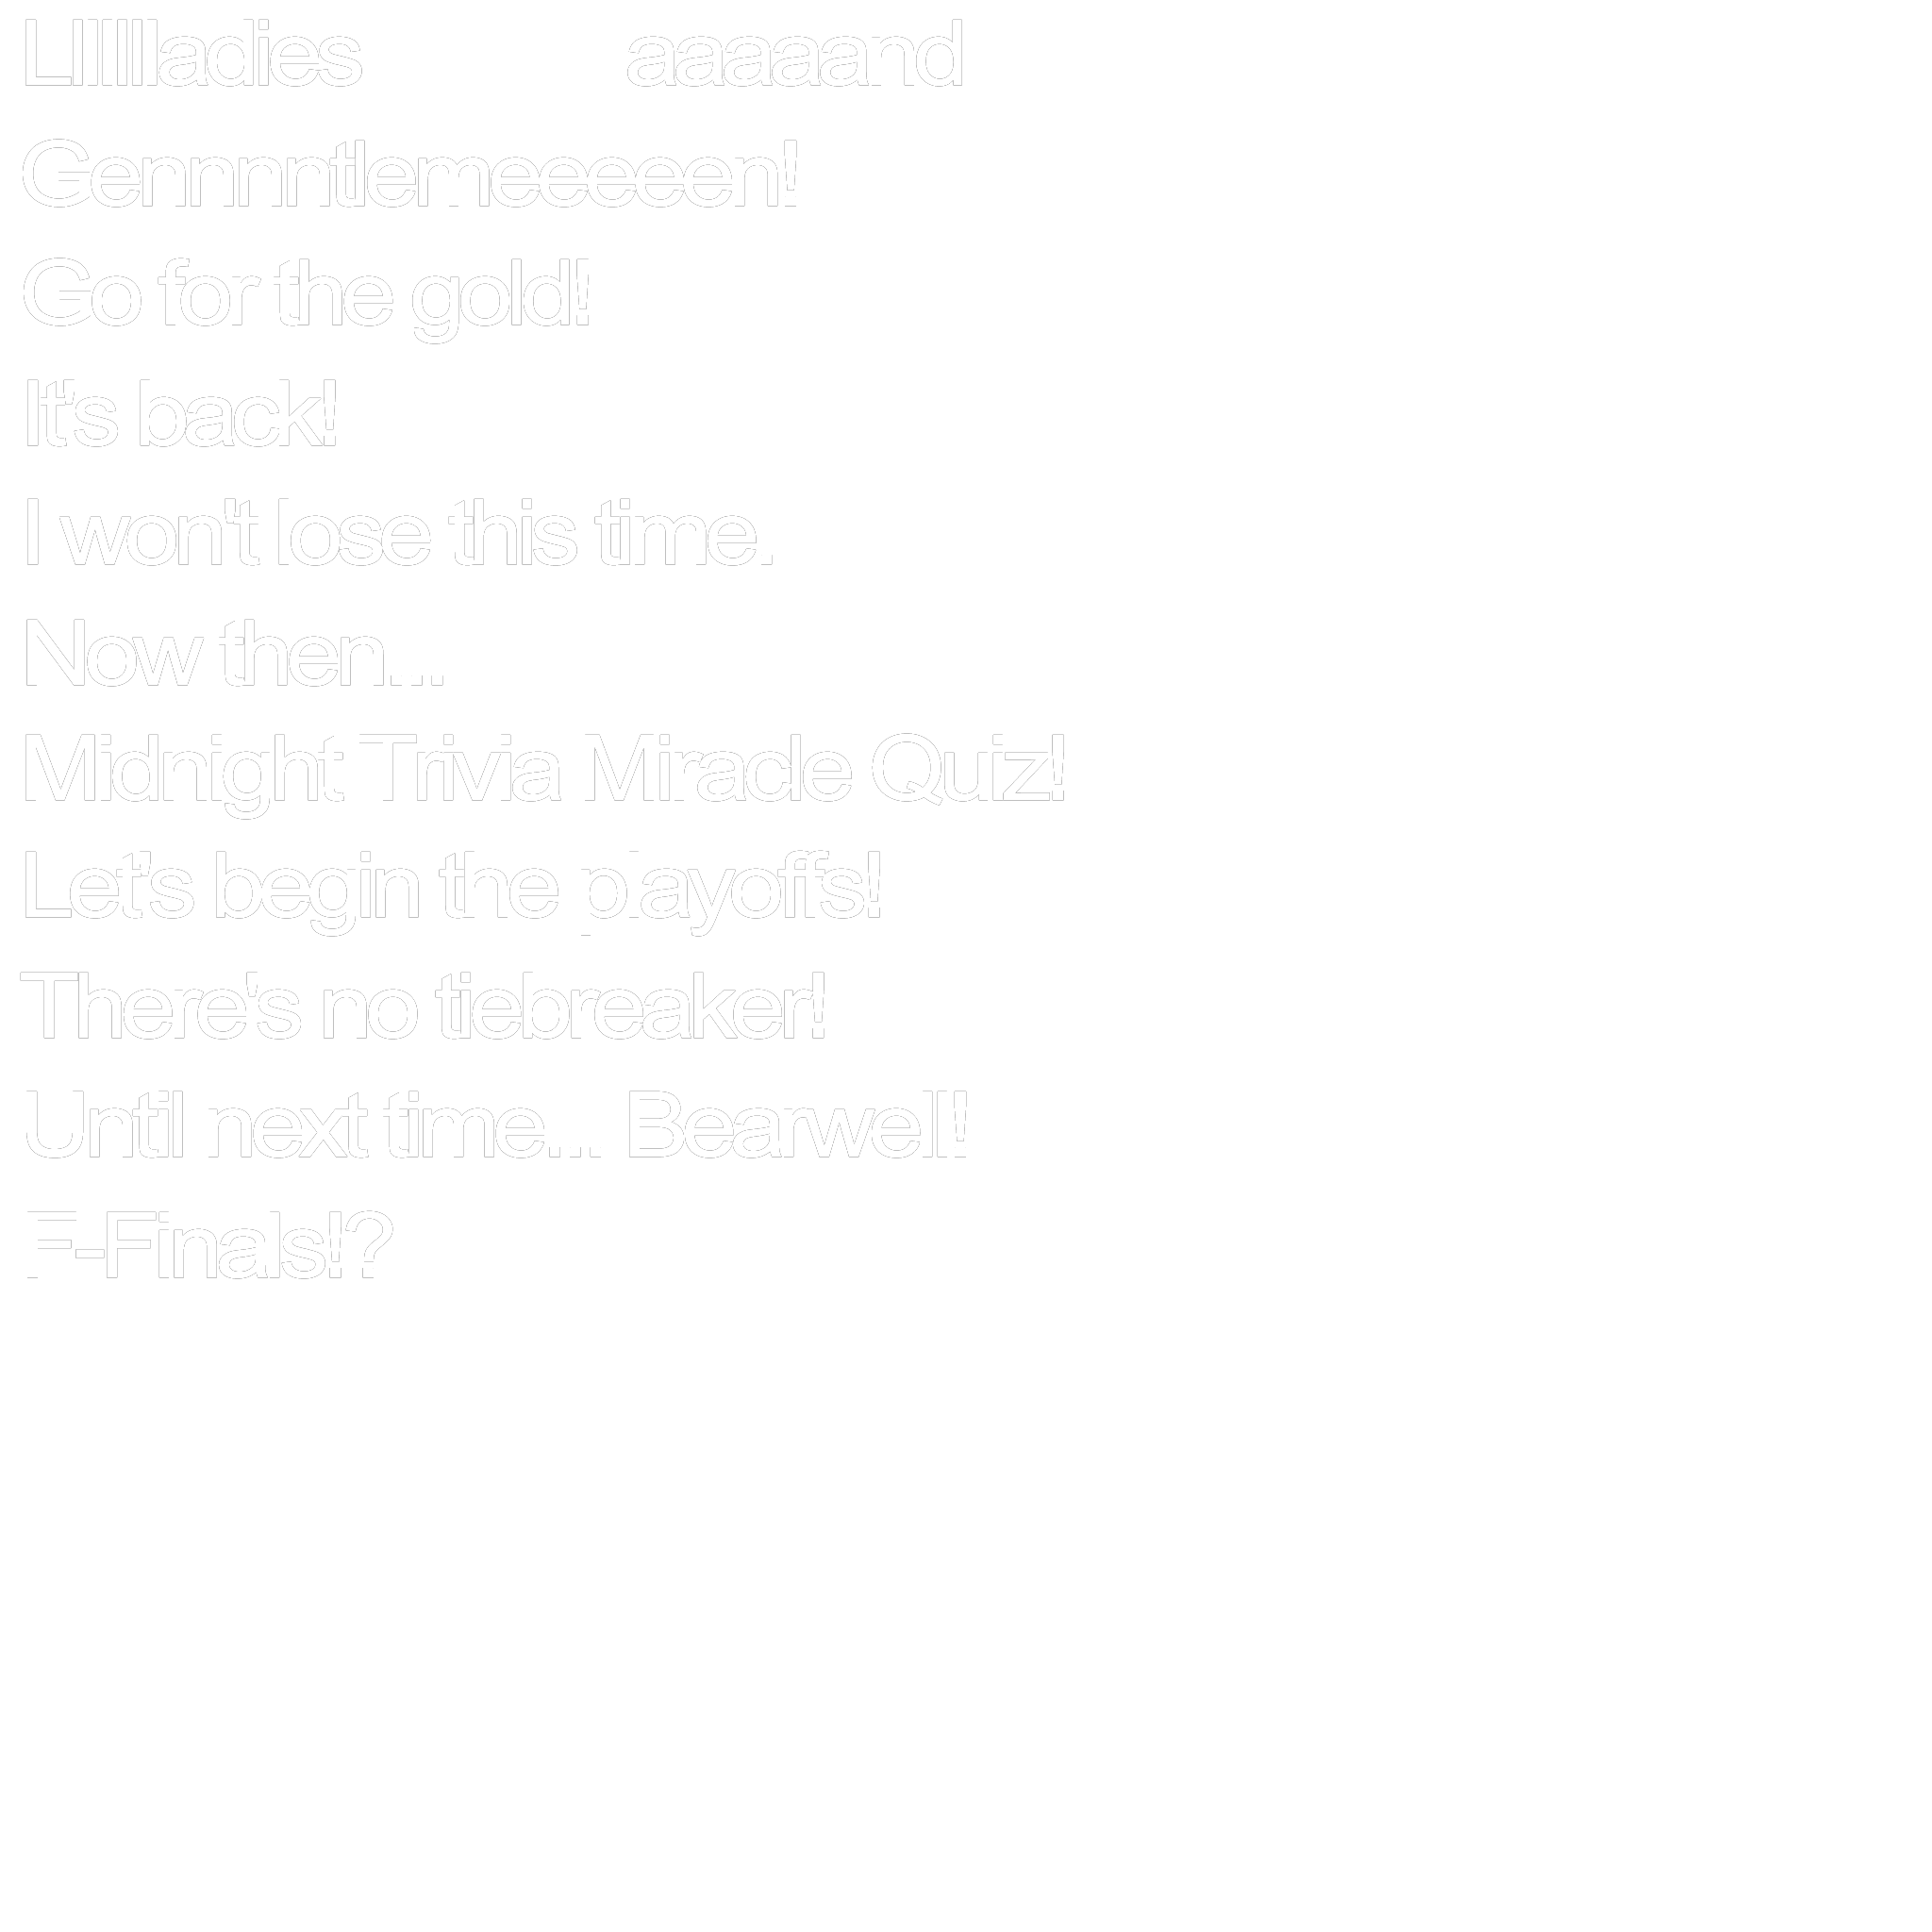 Llllllladies aaaaand
Gennnntlemeeeeen!
Go for the gold!
It's back!
I won't lose this time.
Now then...
Midnight Trivia Miracle Quiz!
Let's begin the playoffs!
There's no tiebreaker!
Until next time... Bearwell!
F-Finals!?